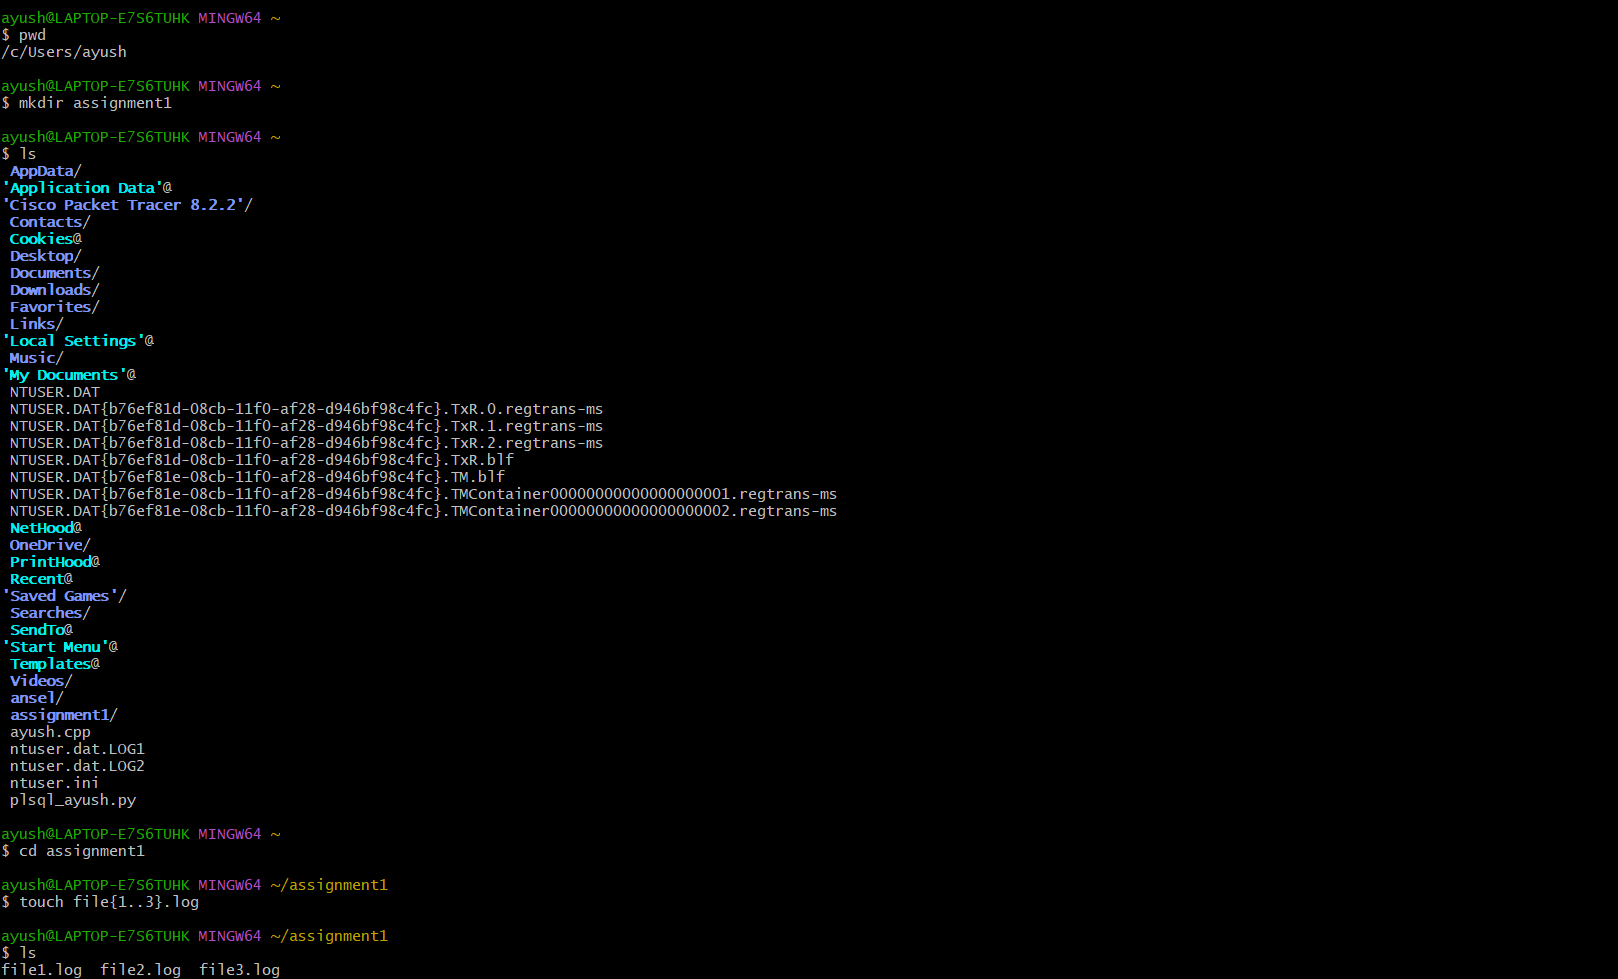 ayush@LAPTOP-E7S6TUHK MINGW64 ~
$ pwd
/c/Users/ayush
ayush@LAPTOP-E7S6TUHK MINGW64 ~
$ mkdir assignment1
ayush@LAPTOP-E7S6TUHK MINGW64 ~
$ ls
AppData/
'Application Data'@
'Cisco Packet Tracer 8.2.2'/
Contacts/
Cookies@
Desktop/
Documents/
Downloads/
Favorites/
Links/
'Local Settings'@
Music/
'My Documents'@
NTUSER.DAT
NTUSER.DAT{b76ef81d-08cb-11f0-af28-d946bf98c4fc}.TxR.0.regtrans-ms
NTUSER.DAT{b76ef81d-08cb-11f0-af28-d946bf98c4fc}.TxR.1.regtrans-ms
NTUSER.DAT{b76ef81d-08cb-11f0-af28-d946bf98c4fc}.TxR.2.regtrans-ms
NTUSER.DAT{b76ef81d-08cb-11f0-af28-d946bf98c4fc}.TxR.blf
NTUSER.DAT{b76ef81e-08cb-11f0-af28-d946bf98c4fc}.TM.blf
NTUSER.DAT{b76ef81e-08cb-11f0-af28-d946bf98c4fc}.TMContainer00000000000000000001.regtrans-ms
NTUSER.DAT{b76ef81e-08cb-11f0-af28-d946bf98c4fc}.TMContainer00000000000000000002.regtrans-ms
NetHood@
OneDrive/
PrintHood@
Recent@
'Saved Games'/
Searches/
SendTo@
'Start Menu'@
Templates@
Videos/
ansel/
assignment1/
ayush.cpp
ntuser.dat.LOG1
ntuser.dat.LOG2
ntuser.ini
plsql_ayush.py
ayush@LAPTOP-E7S6TUHK MINGW64 ~
$ cd assignment1
ayush@LAPTOP-E7S6TUHK MINGW64 ~/assignment1
$ touch file{1..3}.log
ayush@LAPTOP-E7S6TUHK MINGW64 ~/assignment1
$ ls
file1.log  file2.log  file3.log